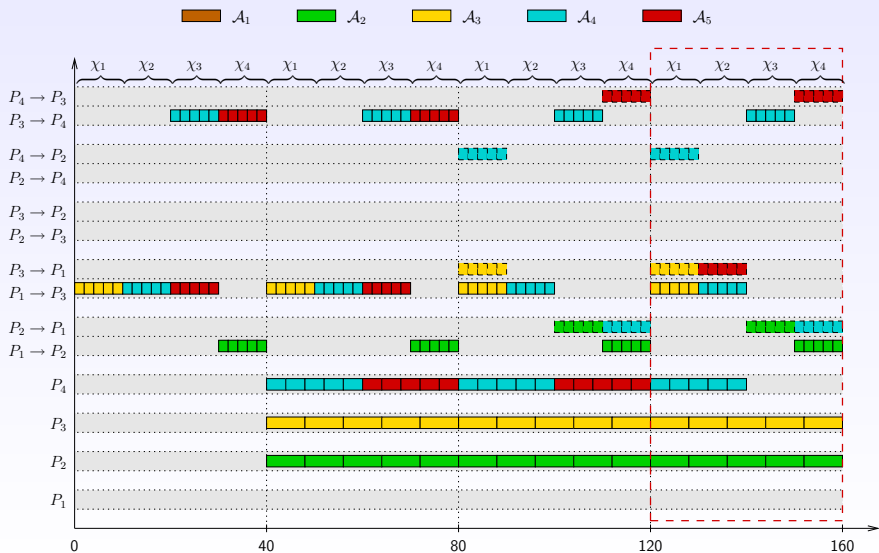 𝒜₁ 𝒜₂ 𝒜₃ 𝒜₄ 𝒜₅
χ₁ χ₂ χ₃ χ₄ χ₁ χ₂ χ₃ χ₄ χ₁ χ₂ χ₃ χ₄ χ₁ χ₂ χ₃ χ₄
P₄ → P₃
P₃ → P₄
P₄ → P₂
P₂ → P₄
P₃ → P₂
P₂ → P₃
P₃ → P₁
P₁ → P₃
P₂ → P₁
P₁ → P₂
P₄
P₃
P₂
P₁
0 40 80 120 160